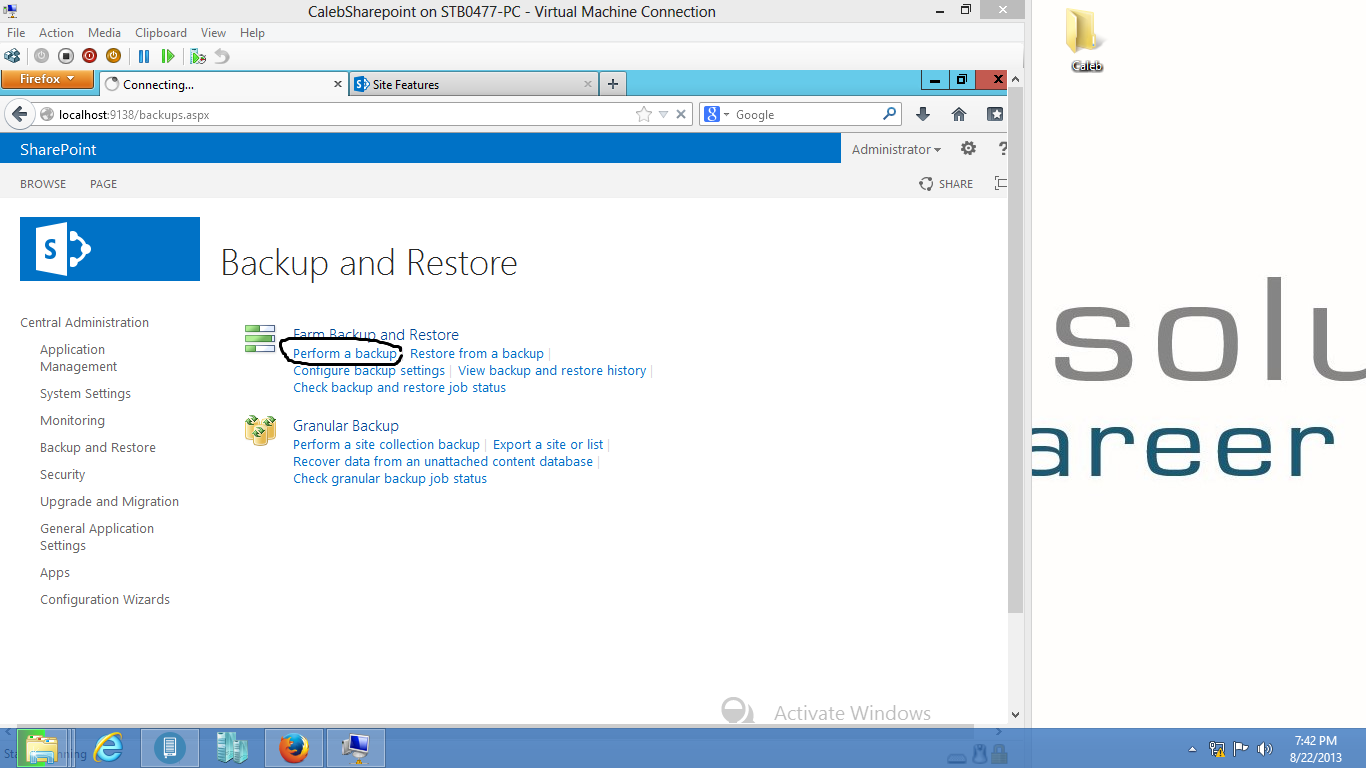 CalebSharepoint on STB0477-PC - Virtual Machine Connection
File Action Media Clipboard View Help
Firefox
Connecting...
Site Features
localhost:9138/backups.aspx
Google
SharePoint
Administrator
?
BROWSE PAGE
SHARE
S
Backup and Restore
Central Administration
Application
Management
System Settings
Monitoring
Backup and Restore
Security
Upgrade and Migration
General Application
Settings
Apps
Configuration Wizards
Farm Backup and Restore
Perform a backup
Restore from a backup
Configure backup settings
View backup and restore history
Check backup and restore job status
Granular Backup
Perform a site collection backup
Export a site or list
Recover data from an unattached content database
Check granular backup job status
Activate Windows
Caleb
solu
areer
7:42 PM
8/22/2013